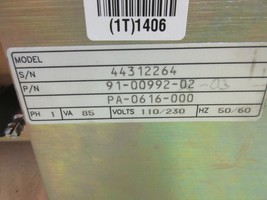 (1T)1406
MODEL
S/N 44312264
P/N 91-00992-02 -03
PA-0616-000
PH 1 VA 85 VOLTS 110/230 HZ 50/60